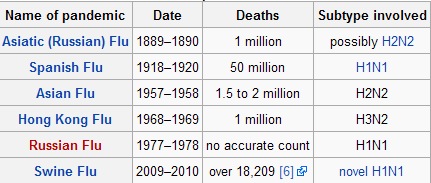 Name of pandemic Date Deaths Subtype involved
Asiatic (Russian) Flu 1889–1890 1 million possibly H2N2
Spanish Flu 1918–1920 50 million H1N1
Asian Flu 1957–1958 1.5 to 2 million H2N2
Hong Kong Flu 1968–1969 1 million H3N2
Russian Flu 1977–1978 no accurate count H1N1
Swine Flu 2009–2010 over 18,209 [6] novel H1N1